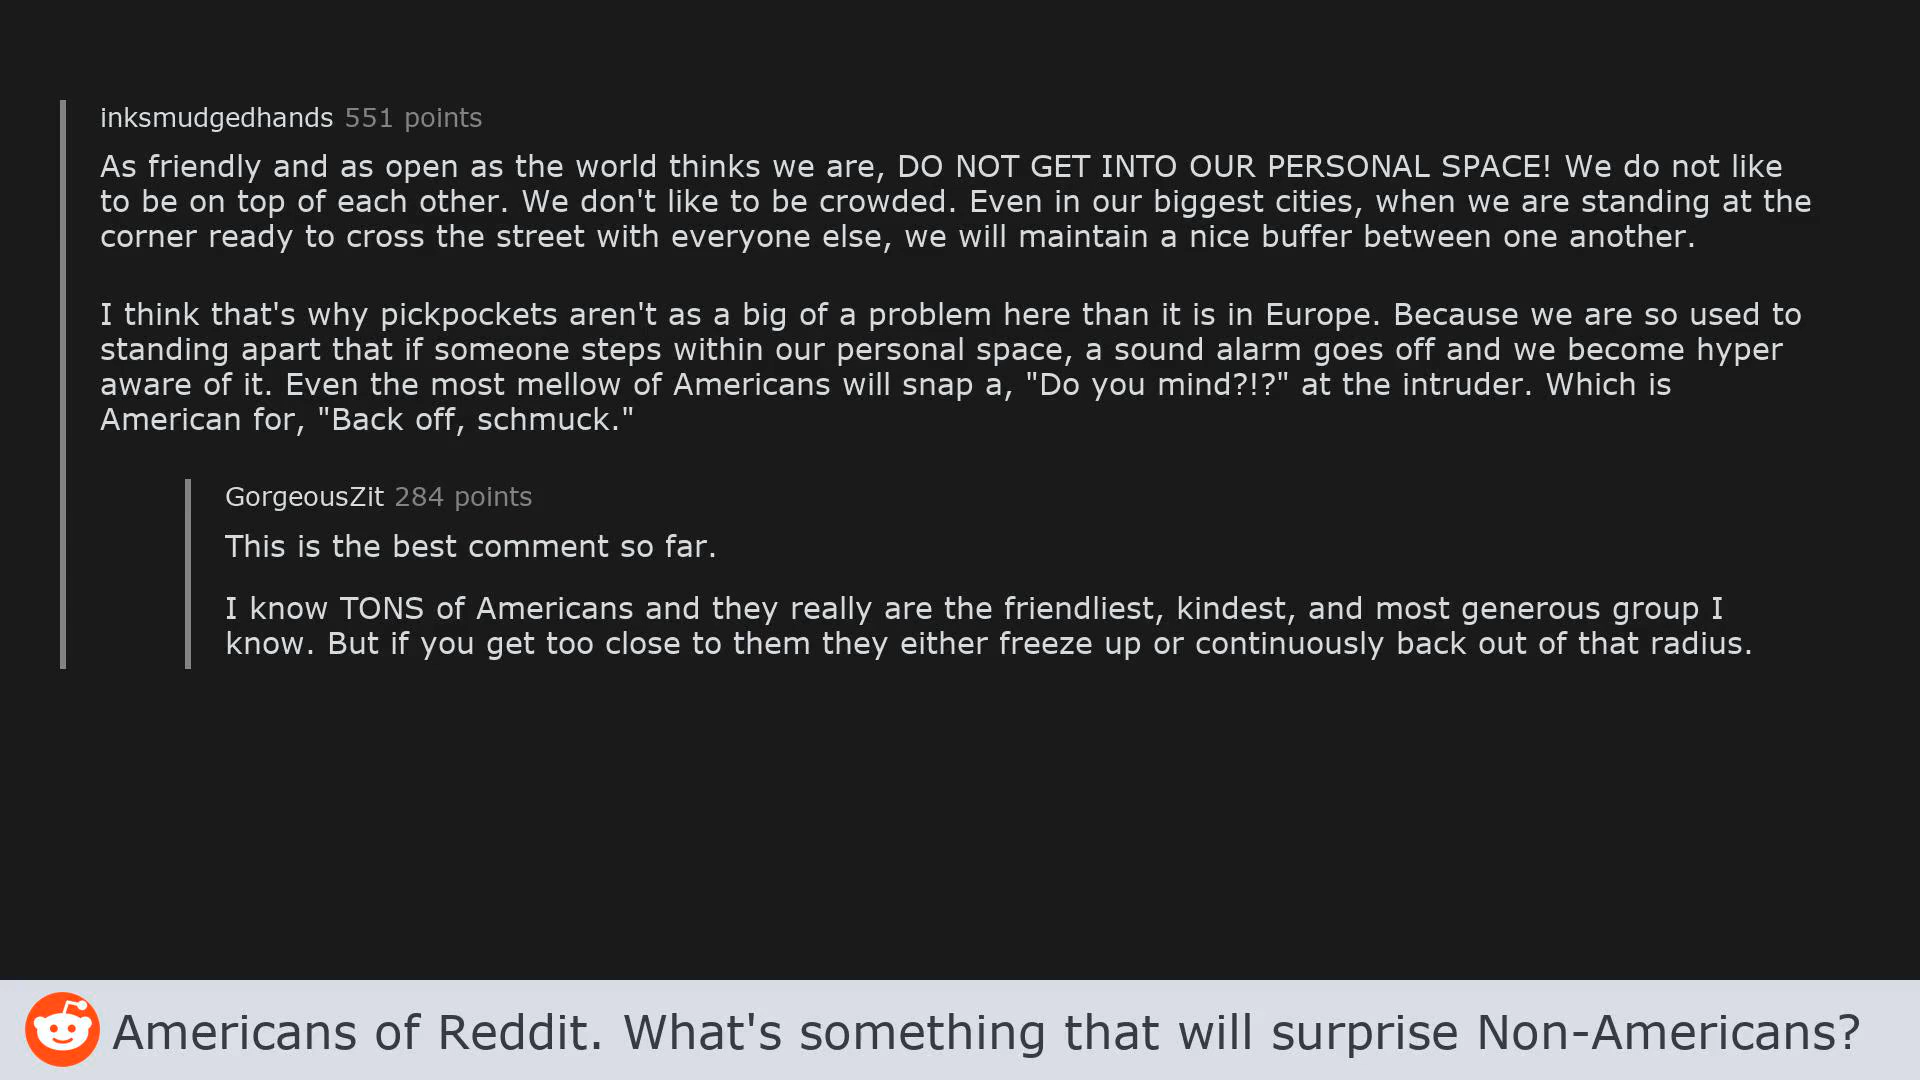 inksmudgedhands 551 points
As friendly and as open as the world thinks we are, DO NOT GET INTO OUR PERSONAL SPACE! We do not like
to be on top of each other. We don't like to be crowded. Even in our biggest cities, when we are standing at the
corner ready to cross the street with everyone else, we will maintain a nice buffer between one another.
I think that's why pickpockets aren't as a big of a problem here than it is in Europe. Because we are so used to
standing apart that if someone steps within our personal space, a sound alarm goes off and we become hyper
aware of it. Even the most mellow of Americans will snap a, "Do you mind?!?" at the intruder. Which is
American for, "Back off, schmuck."
GorgeousZit 284 points
This is the best comment so far.
I know TONS of Americans and they really are the friendliest, kindest, and most generous group I
know. But if you get too close to them they either freeze up or continuously back out of that radius.
Americans of Reddit. What's something that will surprise Non-Americans?